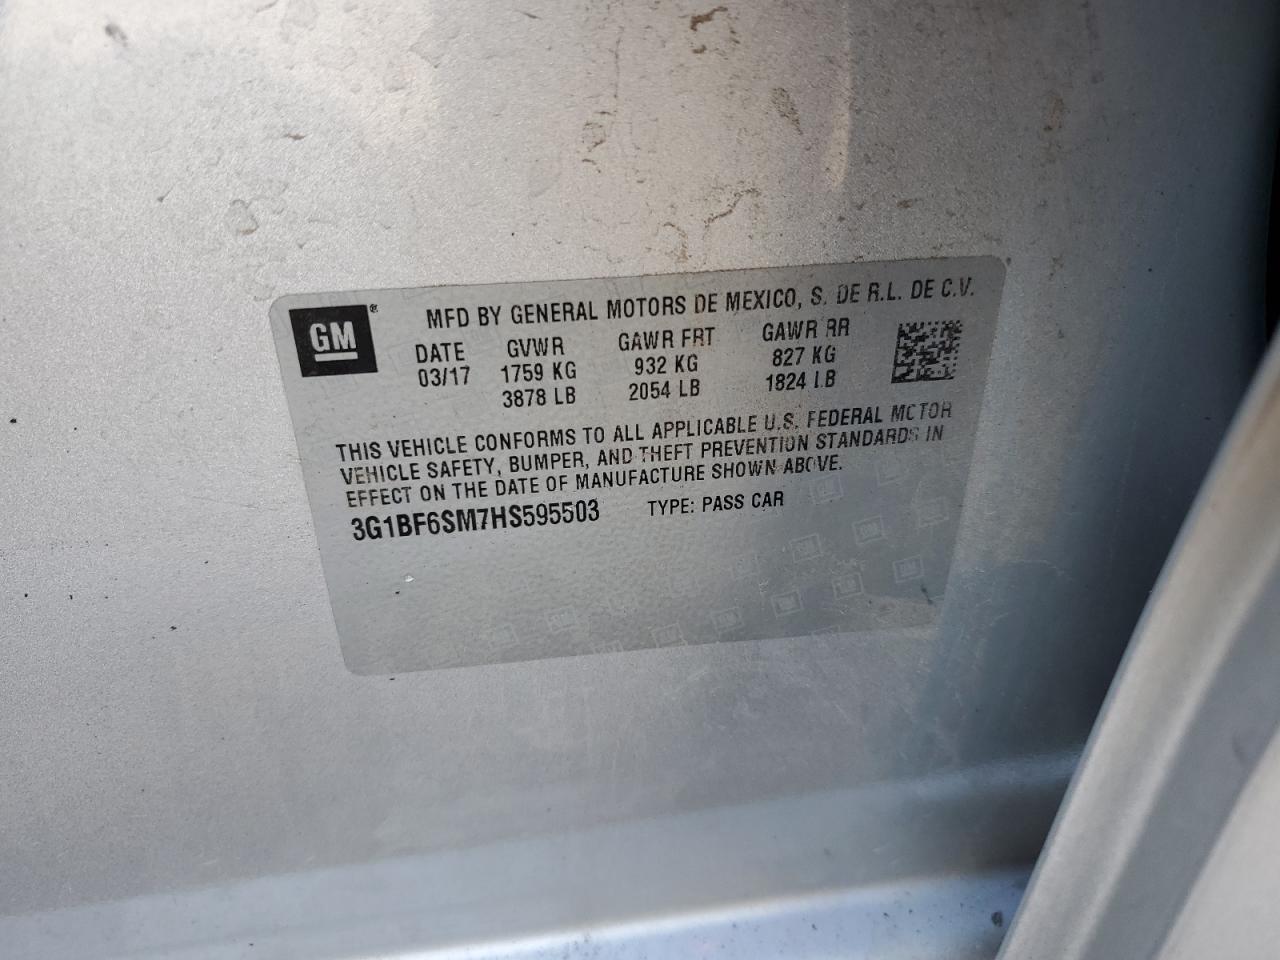 GM®
MFD BY GENERAL MOTORS DE MEXICO, S. DE R.L. DE C.V.
DATE GVWR GAWR FRT GAWR RR
03/17 1759 KG 932 KG 827 KG
3878 LB 2054 LB 1824 LB
THIS VEHICLE CONFORMS TO ALL APPLICABLE U.S. FEDERAL MOTOR
VEHICLE SAFETY, BUMPER, AND THEFT PREVENTION STANDARDS IN
EFFECT ON THE DATE OF MANUFACTURE SHOWN ABOVE.
3G1BF6SM7HS595503 TYPE: PASS CAR